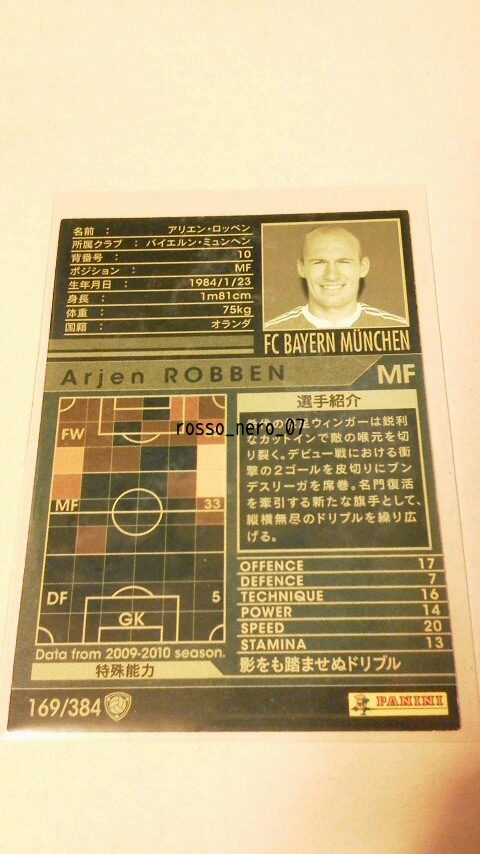 名前 : アリエン・ロッベン
所属クラブ : バイエルン・ミュンヘン
背番号 : 10
ポジション : MF
生年月日 : 1984/1/23
身長 : 1m81cm
体重 : 75kg
国籍 : オランダ
FC BAYERN MÜNCHEN
Arjen ROBBEN MF
FW
MF 33
DF 5
GK
Data from 2009-2010 season.
特殊能力
選手紹介
rosso_nero_07
ウィンガーは鋭利
なカットインで敵の喉元を切
り裂く。デビュー戦における衝
撃の2ゴールを皮切りにブン
デスリーガを席巻。名門復活
を牽引する新たな旗手として、
縦横無尽のドリブルを繰り広
げる。
OFFENCE 17
DEFENCE 7
TECHNIQUE 16
POWER 14
SPEED 20
STAMINA 13
影をも踏ませぬドリブル
169/384
PANINI